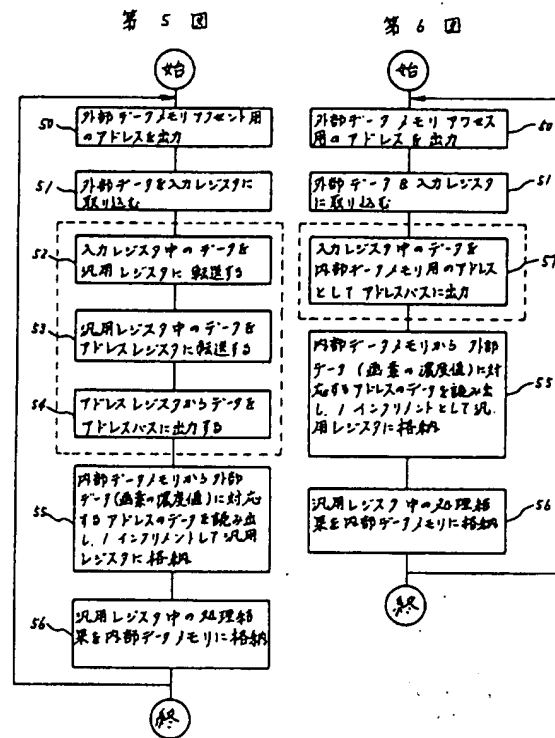 第 5 図
始
50
外部データメモリアクセント用
のアドレスを出力
51
外部データを入力レジスタに
取り込む
52
入力レジスタ中のデータを
汎用レジスタに転送する
53
汎用レジスタ中のデータを
アドレスレジスタに転送する
54
アドレスレジスタからデータを
アドレスバスに出力する
55
内部データメモリから外部
データ(画素の濃度値)に対応
するアドレスのデータを読み出
し、1インクリメントして汎用
レジスタに格納
56
汎用レジスタ中の処理結
果を内部データメモリに格納
終
第 6 図
始
50
外部データメモリアクセス
用のアドレスを出力
51
外部データを入力レジスタ
に取り込む
57
入力レジスタ中のデータを
内部データメモリ用のアドレス
としてアドレスバスに出力
55
内部データメモリから外部
データ(画素の濃度値)に対
応するアドレスのデータを読み出
し、1インクリメントとして汎
用レジスタに格納
56
汎用レジスタ中の処理結
果を内部データメモリに格納
終